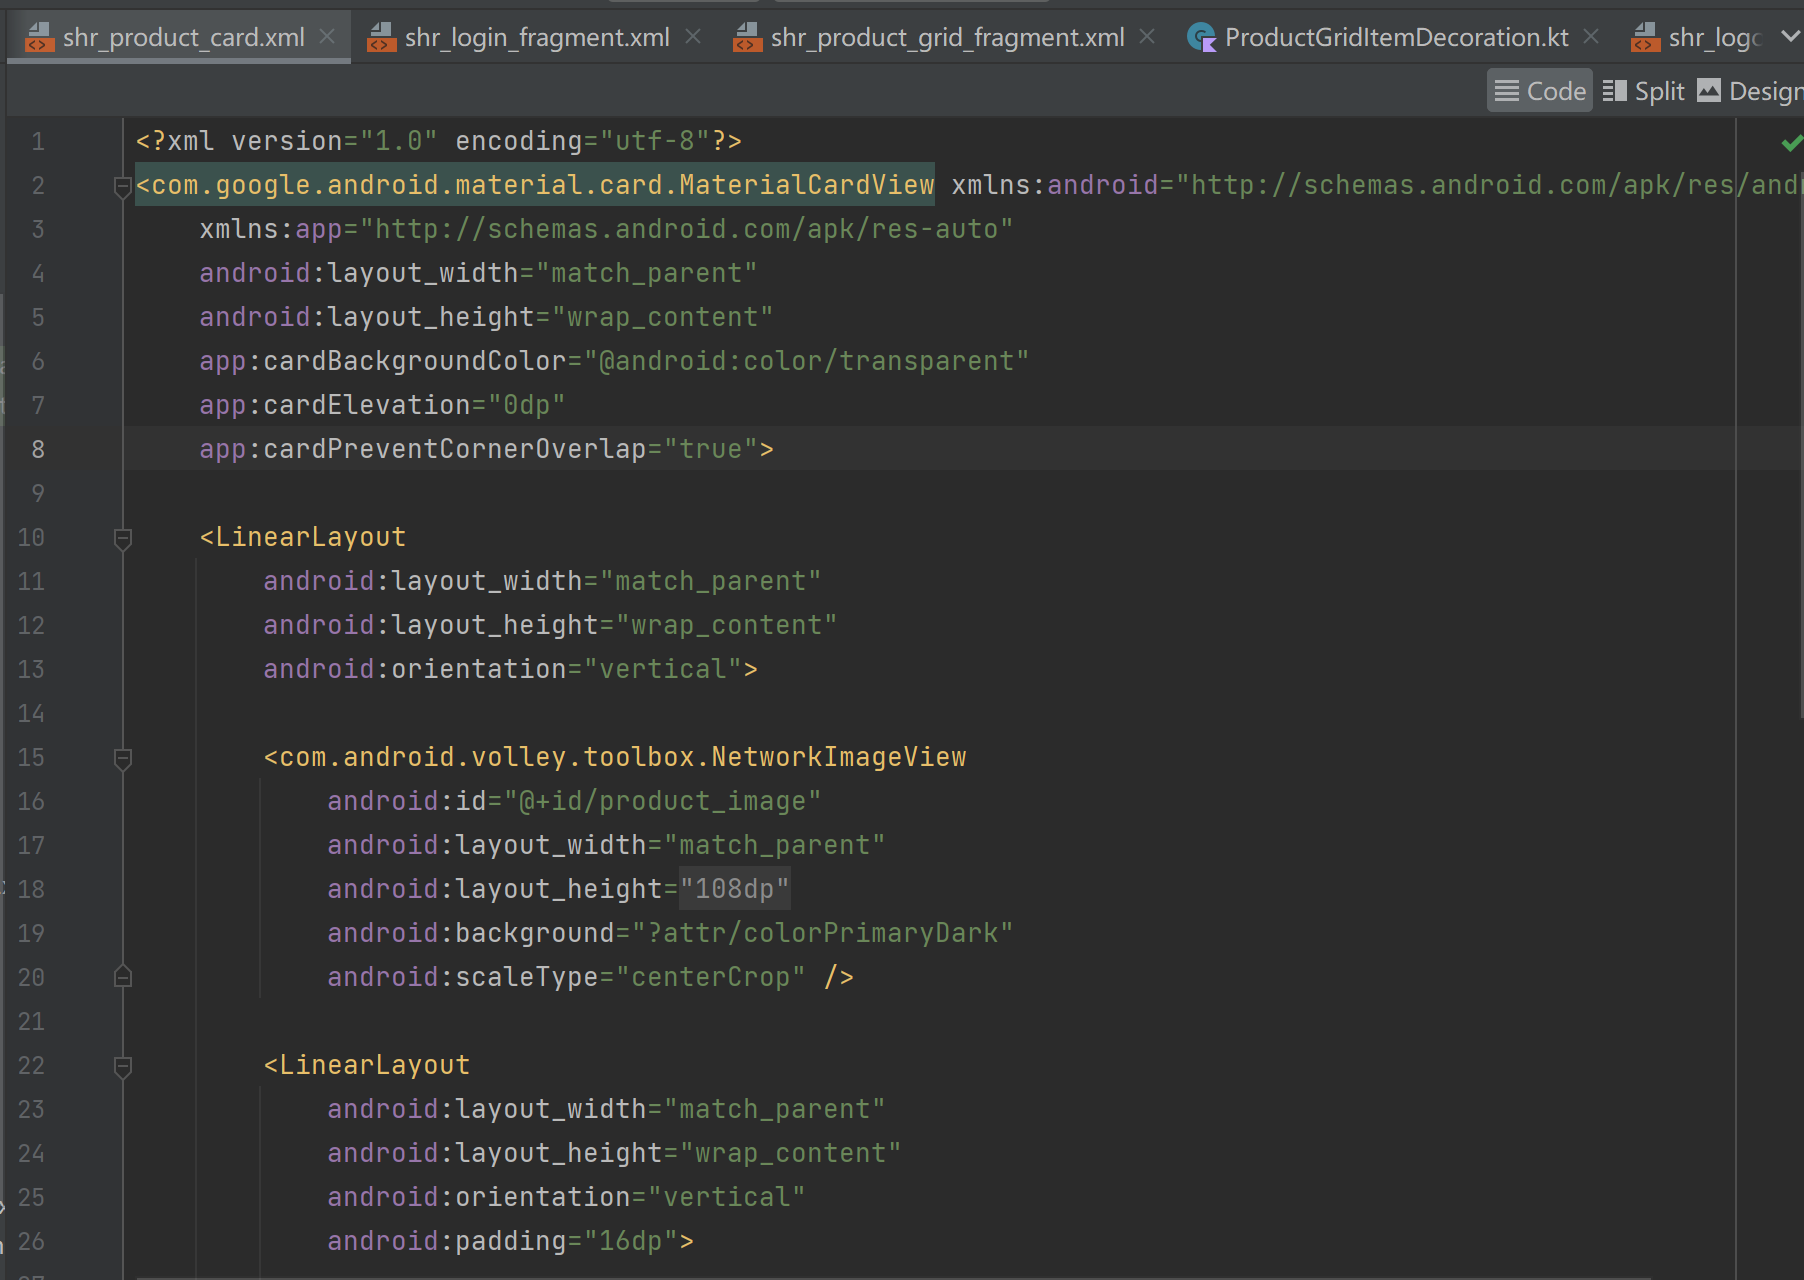 shr_product_card.xml shr_login_fragment.xml shr_product_grid_fragment.xml ProductGridItemDecoration.kt
Code Split Design
1 <?xml version="1.0" encoding="utf-8"?>
2 <com.google.android.material.card.MaterialCardView xmlns:android="http://schemas.android.com/apk/res/and
3 xmlns:app="http://schemas.android.com/apk/res-auto"
4 android:layout_width="match_parent"
5 android:layout_height="wrap_content"
6 app:cardBackgroundColor="@android:color/transparent"
7 app:cardElevation="0dp"
8 app:cardPreventCornerOverlap="true">
9
10 <LinearLayout
11 android:layout_width="match_parent"
12 android:layout_height="wrap_content"
13 android:orientation="vertical">
14
15 <com.android.volley.toolbox.NetworkImageView
16 android:id="@+id/product_image"
17 android:layout_width="match_parent"
18 android:layout_height="108dp"
19 android:background="?attr/colorPrimaryDark"
20 android:scaleType="centerCrop" />
21
22 <LinearLayout
23 android:layout_width="match_parent"
24 android:layout_height="wrap_content"
25 android:orientation="vertical"
26 android:padding="16dp">